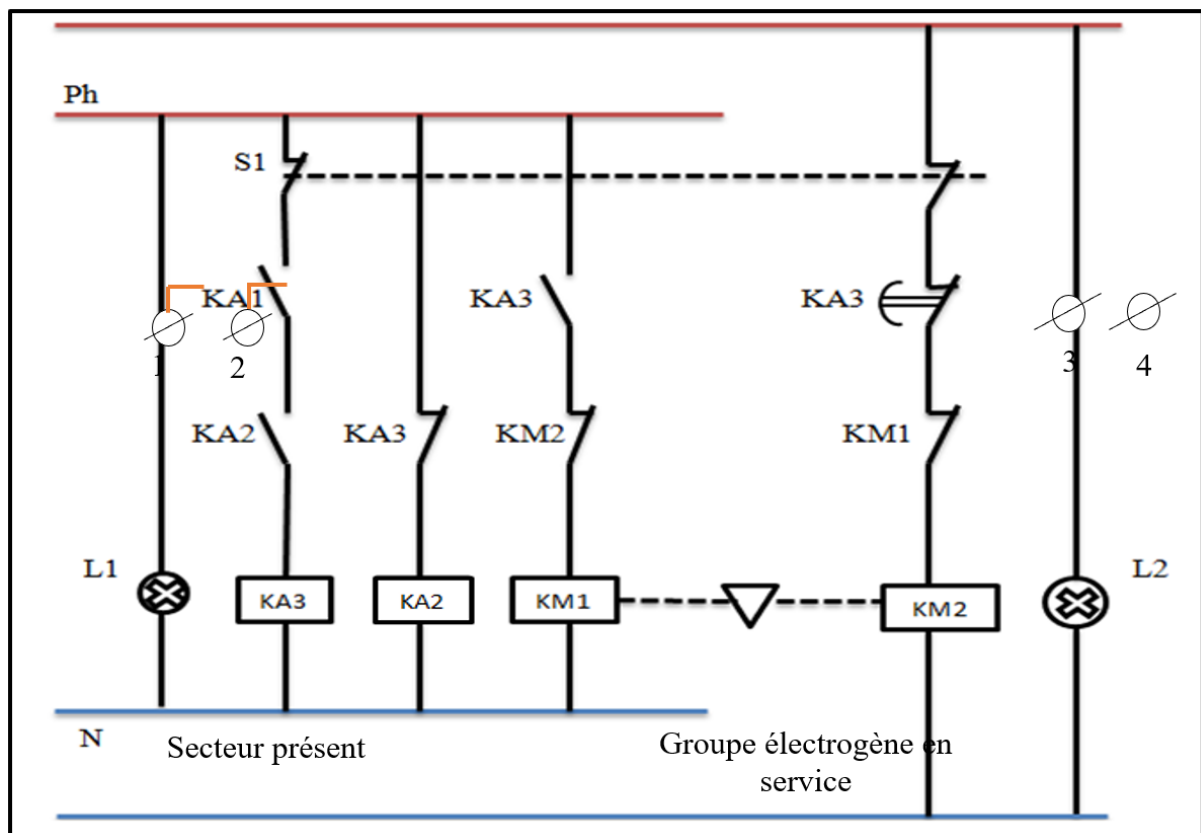 Ph
S1
KA1
KA3
KA3
1
2
3
4
KA2
KA3
KM2
KM1
L1
KA3
KA2
KM1
KM2
L2
N
Secteur présent
Groupe électrogène en
service